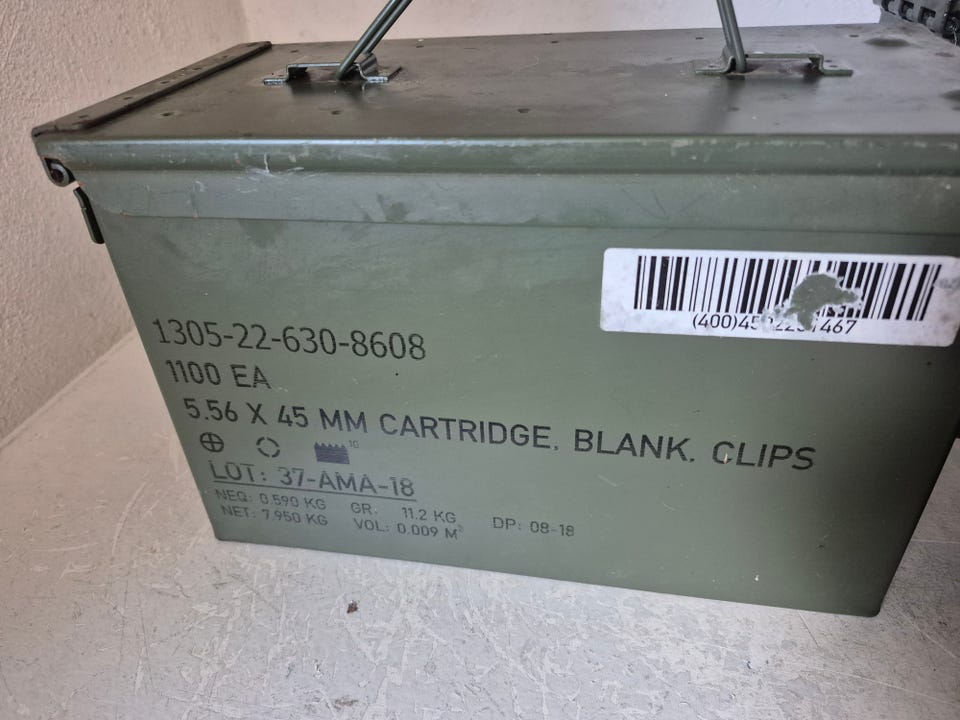 1305-22-630-8608
1100 EA
5.56 X 45 MM CARTRIDGE. BLANK. CLIPS
10
LOT: 37-AMA-18
NEQ: 0.590 KG GR: 11.2 KG
NET: 7.950 KG VOL: 0.009 M³ DP: 08-18